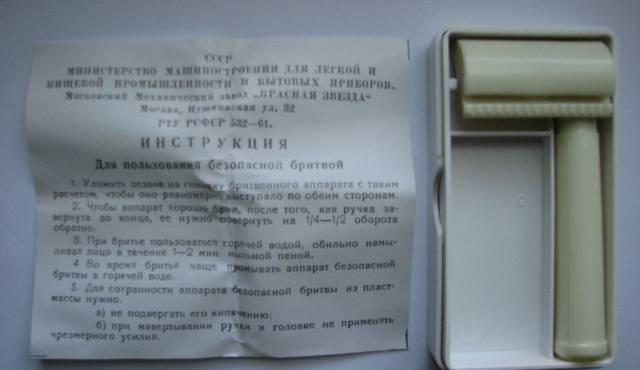 СССР
МИНИСТЕРСТВО МАШИНОСТРОЕНИЯ ДЛЯ ЛЕГКОЙ И
ПИЩЕВОЙ ПРОМЫШЛЕННОСТИ И БЫТОВЫХ ПРИБОРОВ.
Московский Механический завод „КРАСНАЯ ЗВЕЗДА"
Москва, Пушкинская ул. 32
РТУ РСФСР 532—61.
ИНСТРУКЦИЯ
Для пользования безопасной бритвой
1. Уложить лезвие на головку бритвенного аппарата с таким
расчетом, чтобы оно равномерно выступало по обеим сторонам.
2. Чтобы аппарат хорошо брил, после того, как ручка за-
вернута до конца, ее нужно повернуть на 1/4—1/2 оборота
обратно.
3. При бритье пользоваться горячей водой, обильно намы-
ливая лицо в течение 1—2 мин. мыльной пеной.
4 Во время бритья чаще промывать аппарат безопасной
бритвы в горячей воде.
5. Для сохранности аппарата безопасной бритвы из пласт-
массы нужно.
а) не подвергать его кипячению;
б) при навертывании ручки к головке не применять
чрезмерного усилий.